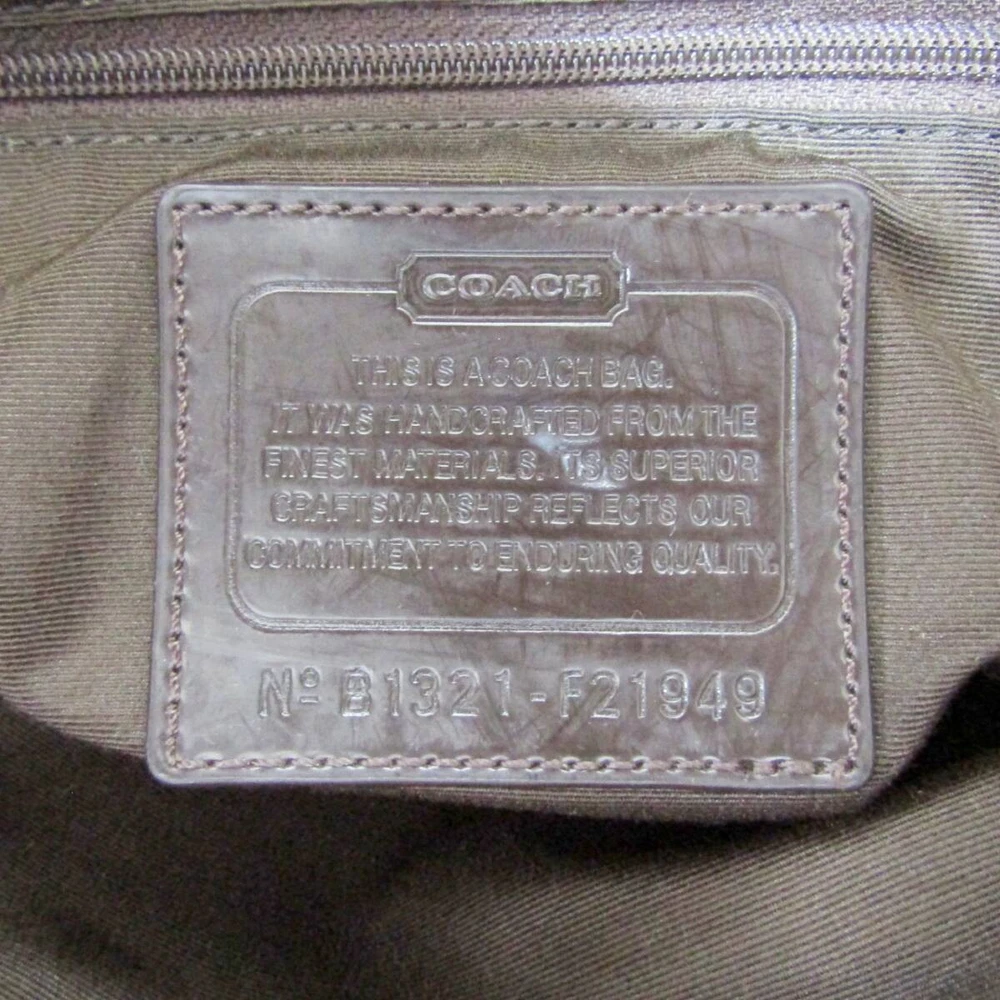 COACH
THIS IS A COACH BAG.
IT WAS HANDCRAFTED FROM THE
FINEST MATERIALS. ITS SUPERIOR
CRAFTSMANSHIP REFLECTS OUR
COMMITMENT TO ENDURING QUALITY.
Nº B1321-F21949